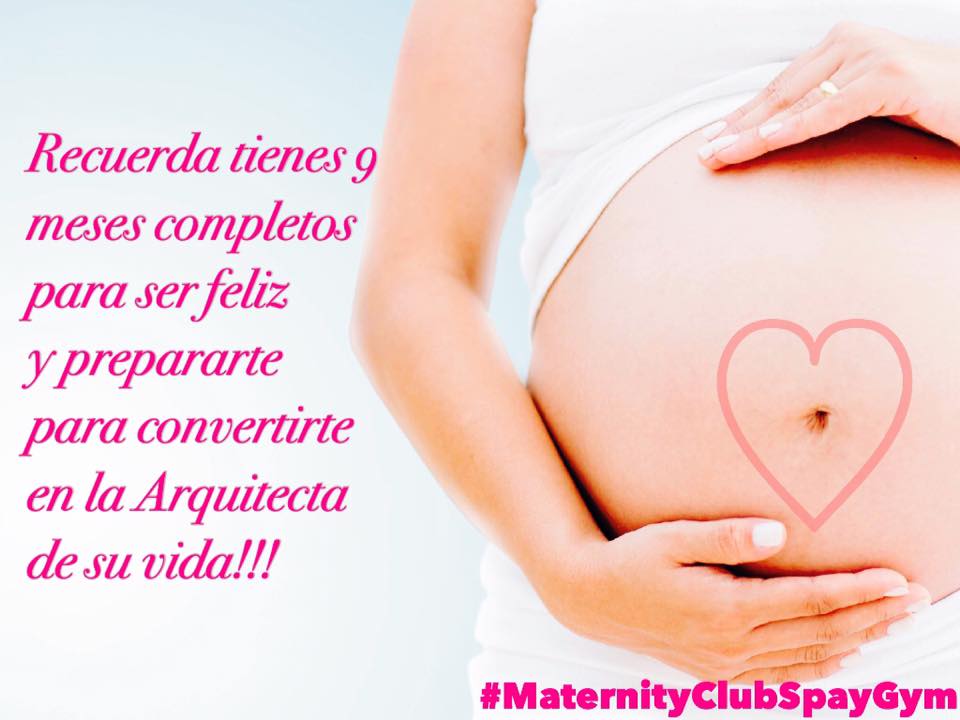 Recuerda tienes 9
meses completos
para ser feliz
y prepararte
para convertirte
en la Arquitecta
de su vida!!!
#MaternityClubSpayGym